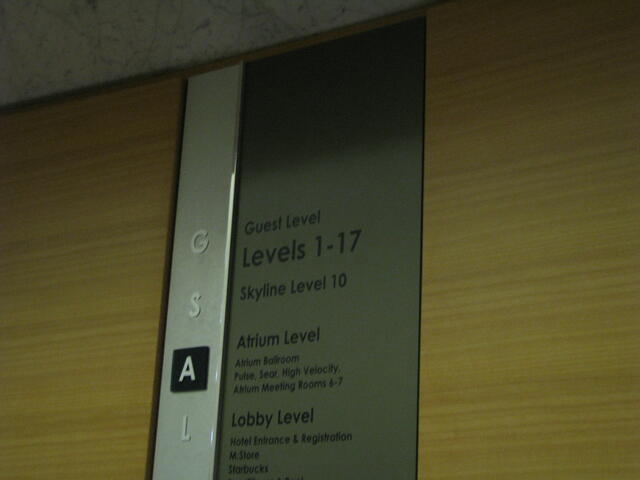 G
Guest Level
Levels 1-17
S
Skyline Level 10
A
Atrium Level
Atrium Ballroom
Pulse, Sear, High Velocity,
Atrium Meeting Rooms 6-7
L
Lobby Level
Hotel Entrance & Registration
M:Store
Starbucks